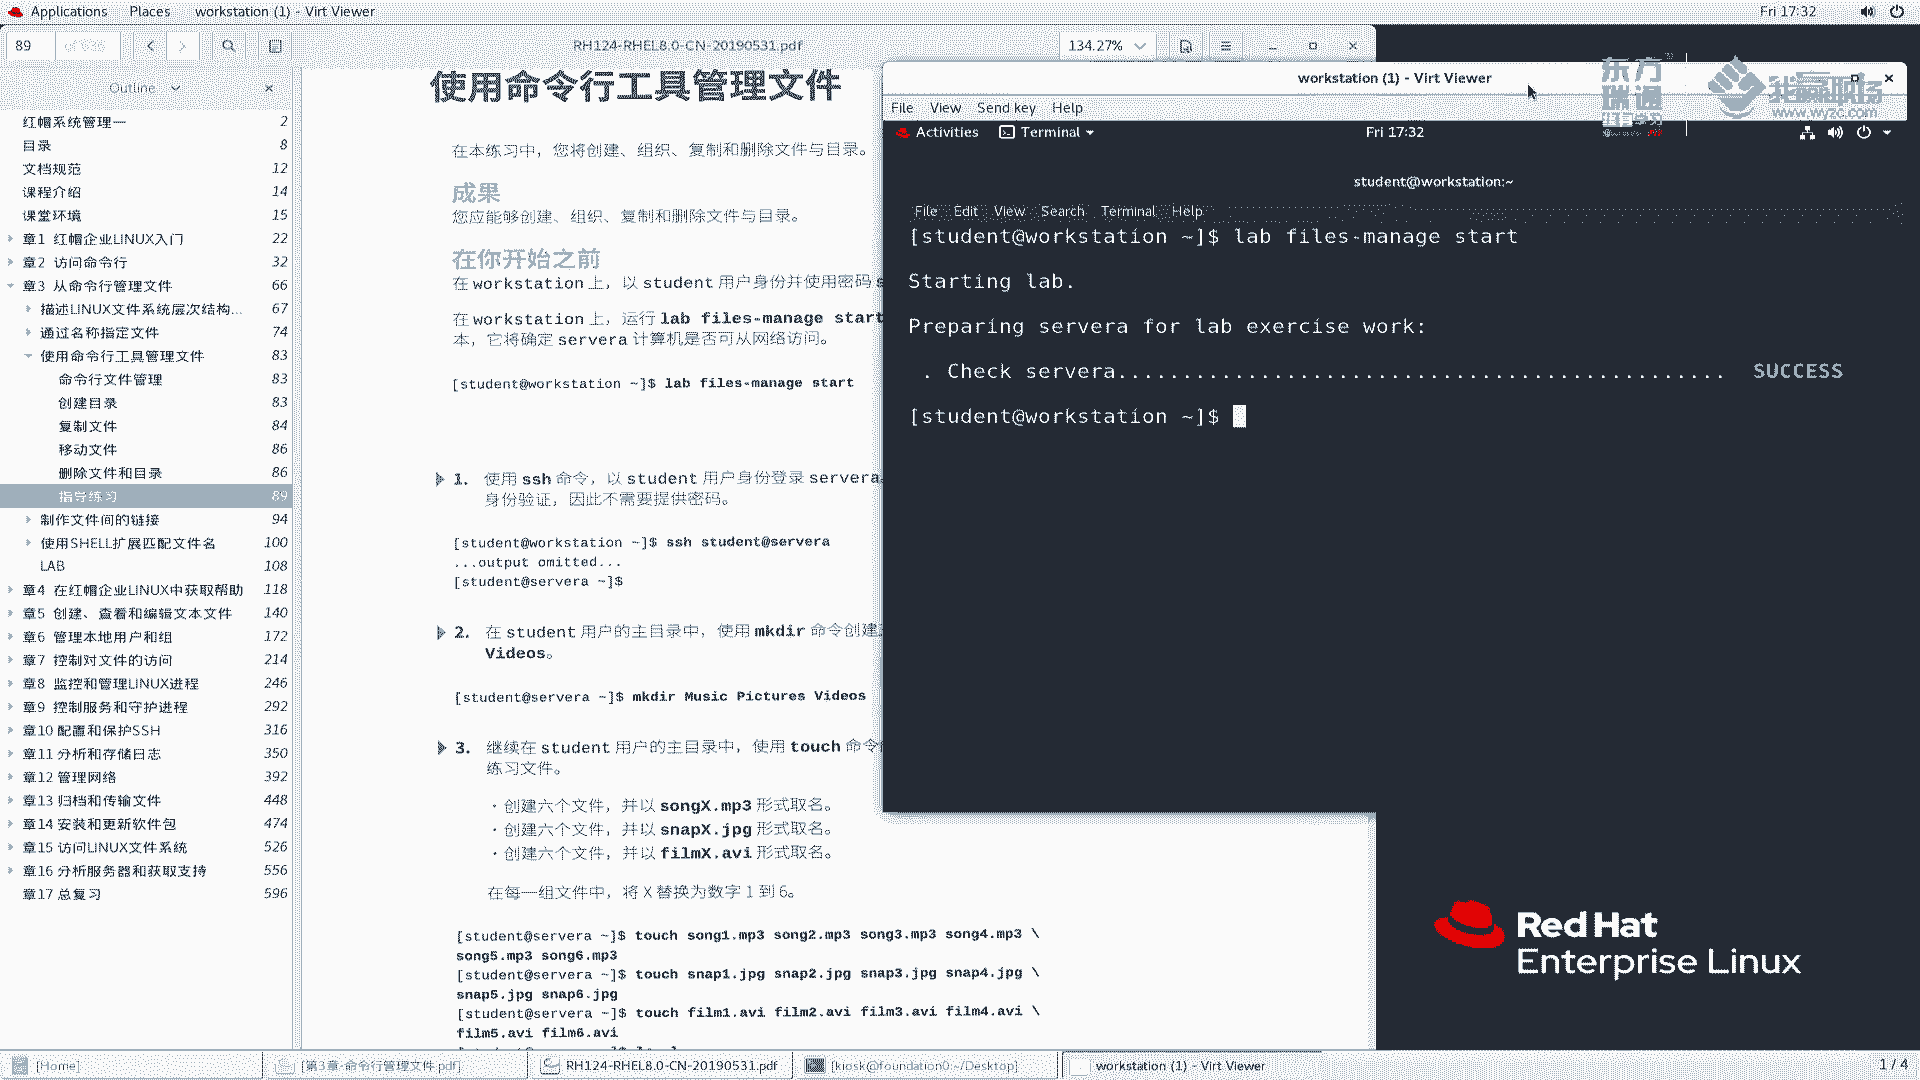 Applications Places workstation (1) - Virt Viewer Fri 17:32
89 of 636 RH124-RHEL8.0-CN-20190531.pdf 134.27%
Outline
红帽系统管理一 2
目录 8
文档规范 12
课程介绍 14
课堂环境 15
章1 红帽企业LINUX入门 22
章2 访问命令行 32
章3 从命令行管理文件 66
描述LINUX文件系统层次结构... 67
通过名称指定文件 74
使用命令行工具管理文件 83
命令行文件管理 83
创建目录 83
复制文件 84
移动文件 86
删除文件和目录 86
指导练习 89
制作文件间的链接 94
使用SHELL扩展匹配文件名 100
LAB 108
章4 在红帽企业LINUX中获取帮助 118
章5 创建、查看和编辑文本文件 140
章6 管理本地用户和组 172
章7 控制对文件的访问 214
章8 监控和管理LINUX进程 246
章9 控制服务和守护进程 292
章10 配置和保护SSH 316
章11 分析和存储日志 350
章12 管理网络 392
章13 归档和传输文件 448
章14 安装和更新软件包 474
章15 访问LINUX文件系统 526
章16 分析服务器和获取支持 556
章17 总复习 596
使用命令行工具管理文件
在本练习中，您将创建、组织、复制和删除文件与目录。
成果
您应能够创建、组织、复制和删除文件与目录。
在你开始之前
在 workstation 上，以 student 用户身份并使用密码 s
在 workstation 上，运行 lab files-manage start
本，它将确定 servera 计算机是否可从网络访问。
[student@workstation ~]$ lab files-manage start
1. 使用 ssh 命令，以 student 用户身份登录 servera
身份验证，因此不需要提供密码。
[student@workstation ~]$ ssh student@servera
...output omitted...
[student@servera ~]$
2. 在 student 用户的主目录中，使用 mkdir 命令创建
Videos。
[student@servera ~]$ mkdir Music Pictures Videos
3. 继续在 student 用户的主目录中，使用 touch 命令
练习文件。
· 创建六个文件，并以 songX.mp3 形式取名。
· 创建六个文件，并以 snapX.jpg 形式取名。
· 创建六个文件，并以 filmX.avi 形式取名。
在每一组文件中，将 X 替换为数字 1 到 6。
[student@servera ~]$ touch song1.mp3 song2.mp3 song3.mp3 song4.mp3 \
song5.mp3 song6.mp3
[student@servera ~]$ touch snap1.jpg snap2.jpg snap3.jpg snap4.jpg \
snap5.jpg snap6.jpg
[student@servera ~]$ touch film1.avi film2.avi film3.avi film4.avi \
film5.avi film6.avi
workstation (1) - Virt Viewer
File View Send key Help
Activities Terminal Fri 17:32
student@workstation:~
File Edit View Search Terminal Help
[student@workstation ~]$ lab files-manage start
Starting lab.
Preparing servera for lab exercise work:
. Check servera............................................... SUCCESS
[student@workstation ~]$
东方瑞通
我赢职场
www.wyzc.com
Red Hat
Enterprise Linux
[Home] [第3章-命令行管理文件.pdf] RH124-RHEL8.0-CN-20190531.pdf [kiosk@foundation0:~/Desktop] workstation (1) - Virt Viewer 1 / 4